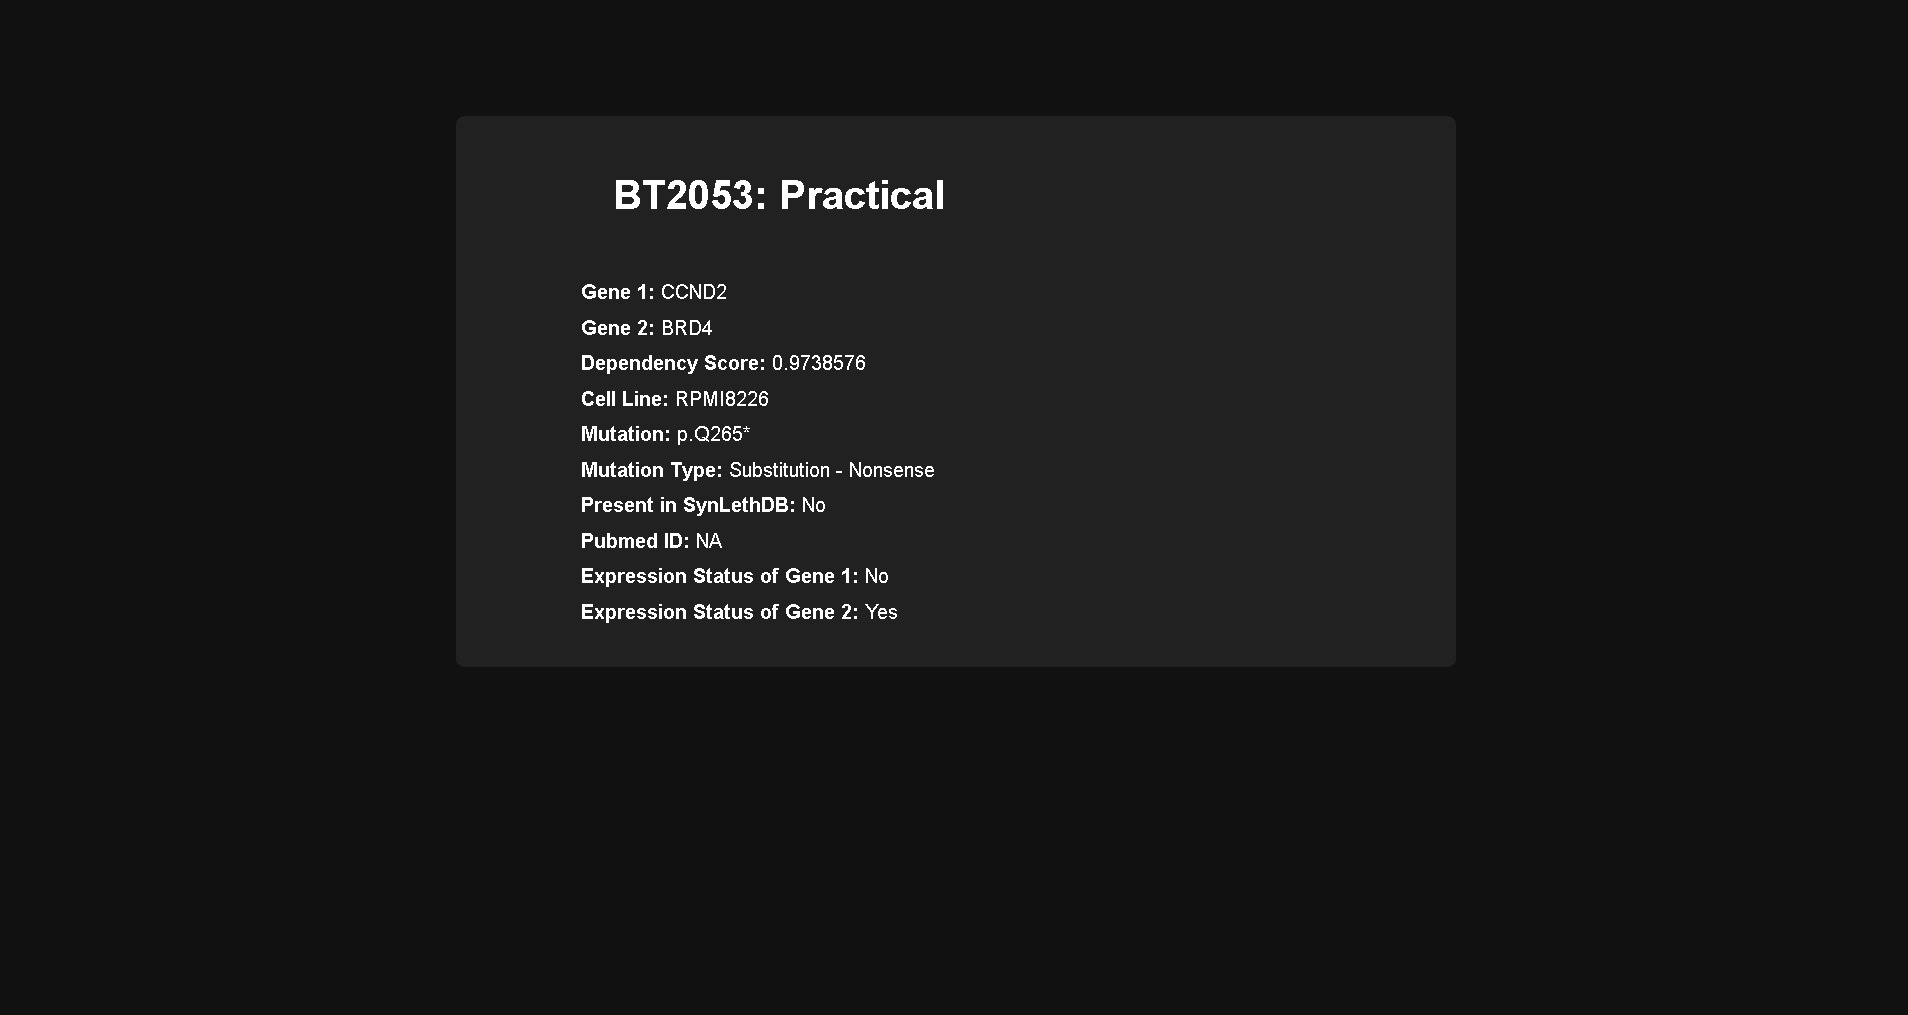 BT2053: Practical
Gene 1: CCND2
Gene 2: BRD4
Dependency Score: 0.9738576
Cell Line: RPMI8226
Mutation: p.Q265*
Mutation Type: Substitution - Nonsense
Present in SynLethDB: No
Pubmed ID: NA
Expression Status of Gene 1: No
Expression Status of Gene 2: Yes